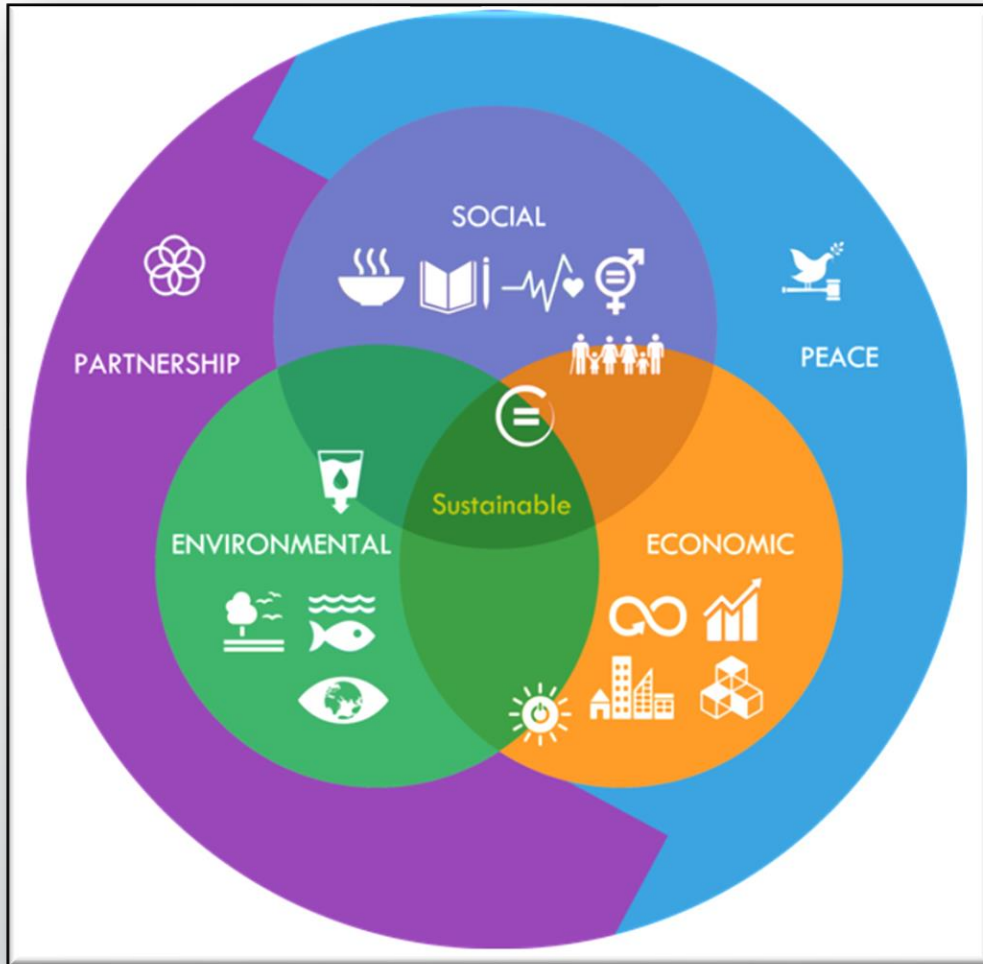 SOCIAL
PARTNERSHIP
PEACE
Sustainable
ENVIRONMENTAL
ECONOMIC